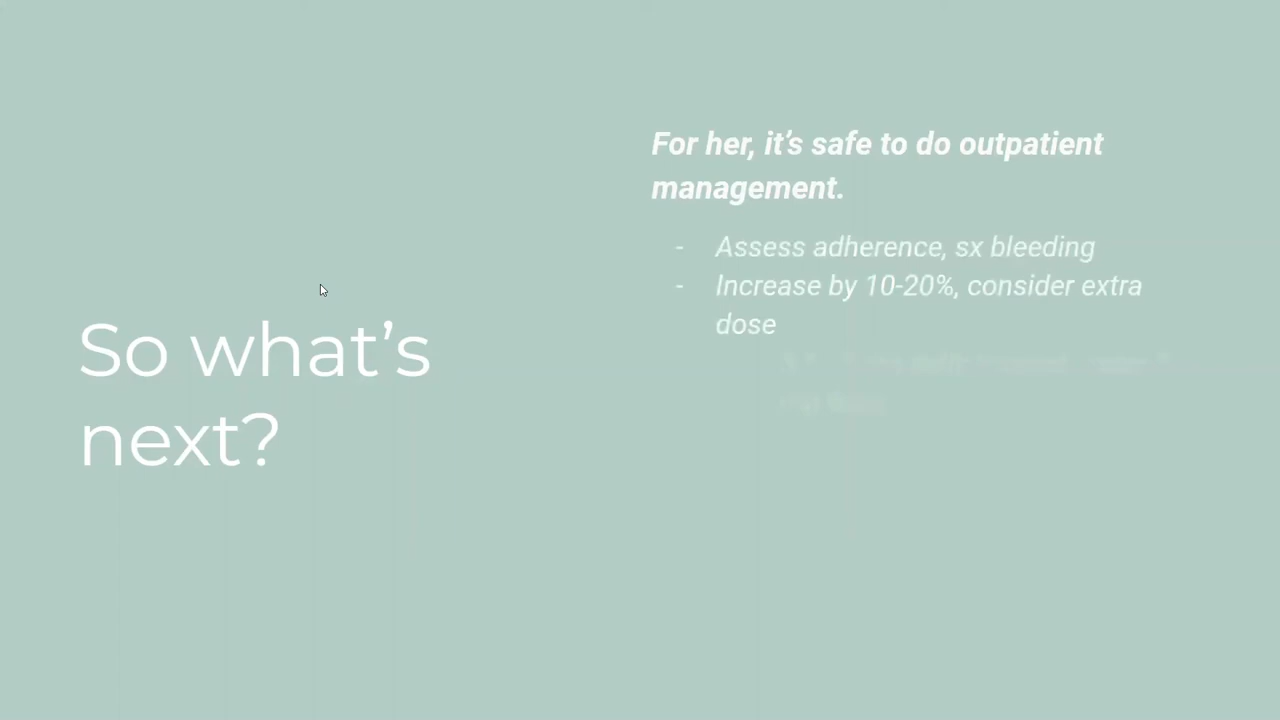 So what's
next?
For her, it's safe to do outpatient
management.
- Assess adherence, sx bleeding
- Increase by 10-20%, consider extra
dose